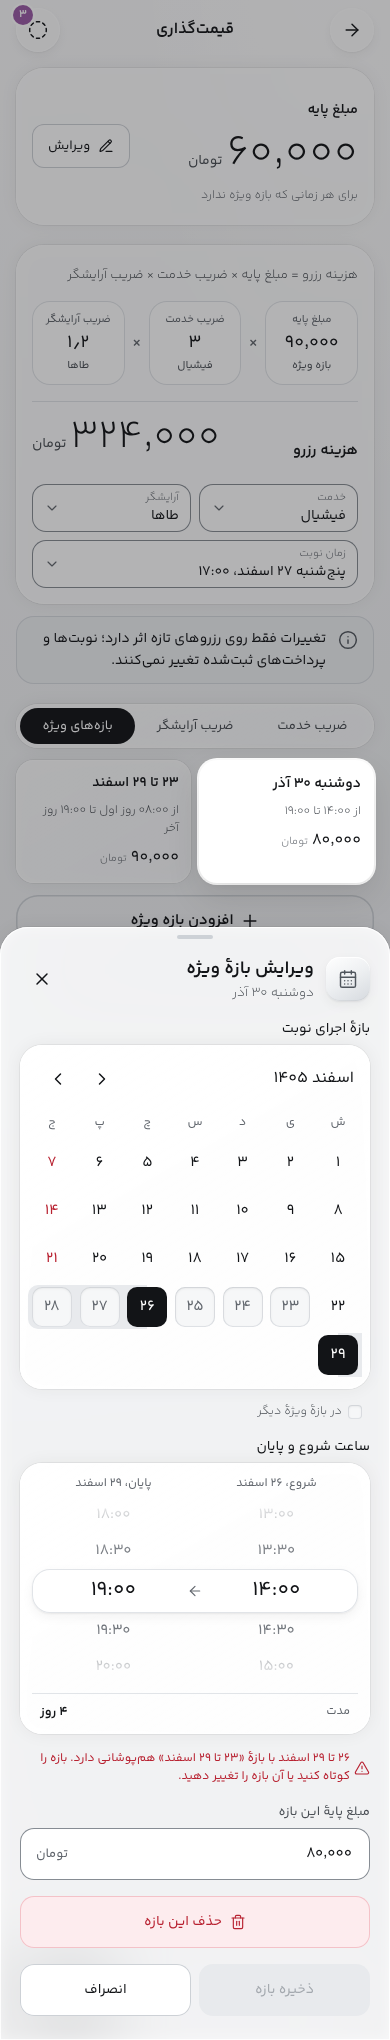 قیمت‌گذاری
۳
مبلغ پایه
۶۰,۰۰۰ تومان
ویرایش
برای هر زمانی که بازه ویژه ندارد
هزینه رزرو = مبلغ پایه × ضریب خدمت × ضریب آرایشگر
مبلغ پایه
۹۰,۰۰۰
بازه ویژه
×
ضریب خدمت
۳
فیشیال
×
ضریب آرایشگر
۱٫۲
طاها
هزینه رزرو
۳۲۴,۰۰۰ تومان
خدمت
فیشیال
آرایشگر
طاها
زمان نوبت
پنج‌شنبه ۲۷ اسفند، ۱۷:۰۰
تغییرات فقط روی رزروهای تازه اثر دارد؛ نوبت‌ها و
پرداخت‌های ثبت‌شده تغییر نمی‌کنند.
ضریب خدمت
ضریب آرایشگر
بازه‌های ویژه
دوشنبه ۳۰ آذر
از ۱۴:۰۰ تا ۱۹:۰۰
۸۰,۰۰۰ تومان
۲۳ تا ۲۹ اسفند
از ۰۸:۰۰ روز اول تا ۱۹:۰۰ روز
آخر
۹۰,۰۰۰ تومان
افزودن بازه ویژه
ویرایش بازهٔ ویژه
دوشنبه ۳۰ آذر
بازهٔ اجرای نوبت
اسفند ۱۴۰۵
ش ی د س چ پ ج
۱ ۲ ۳ ۴ ۵ ۶ ۷
۸ ۹ ۱۰ ۱۱ ۱۲ ۱۳ ۱۴
۱۵ ۱۶ ۱۷ ۱۸ ۱۹ ۲۰ ۲۱
۲۲ ۲۳ ۲۴ ۲۵ ۲۶ ۲۷ ۲۸
۲۹
در بازهٔ ویژهٔ دیگر
ساعت شروع و پایان
شروع، ۲۶ اسفند
پایان، ۲۹ اسفند
۱۳:۰۰ ۱۸:۰۰
۱۳:۳۰ ۱۸:۳۰
۱۴:۰۰ ۱۹:۰۰
۱۴:۳۰ ۱۹:۳۰
۱۵:۰۰ ۲۰:۰۰
مدت
۴ روز
۲۶ تا ۲۹ اسفند با بازهٔ «۲۳ تا ۲۹ اسفند» هم‌پوشانی دارد. بازه را
کوتاه کنید یا آن بازه را تغییر دهید.
مبلغ پایهٔ این بازه
۸۰,۰۰۰ تومان
حذف این بازه
ذخیره بازه
انصراف